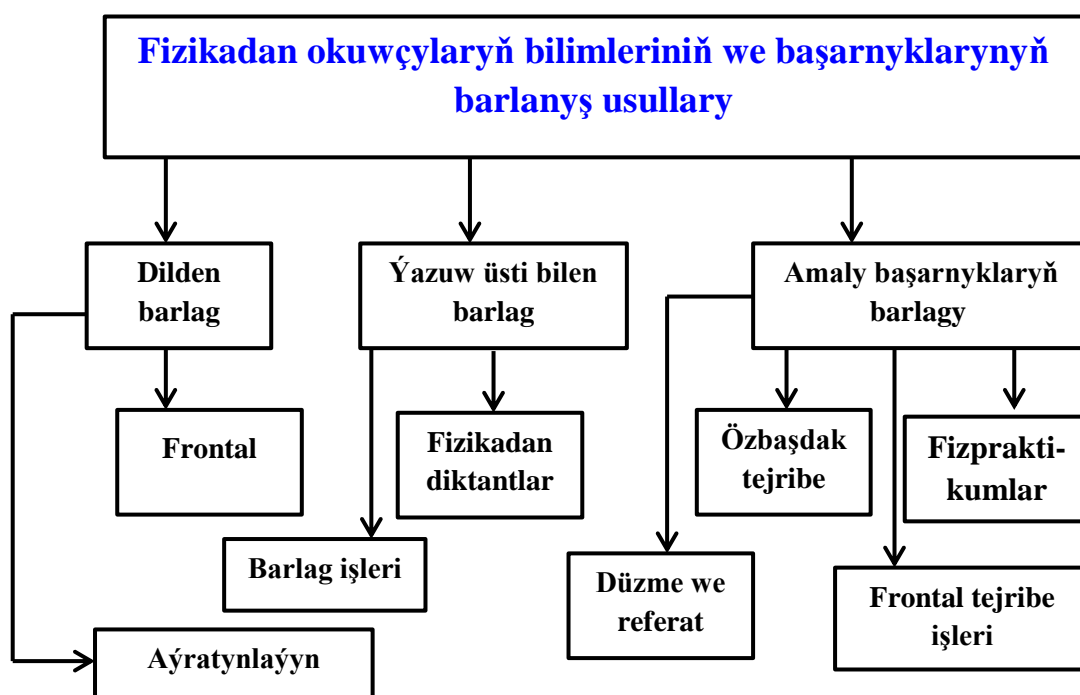 Fizikadan okuwçylaryň bilimleriniň we başarnyklarynyň
barlanyş usullary
Dilden
barlag
Ýazuw üsti bilen
barlag
Amaly başarnyklaryň
barlagy
Frontal
Fizikadan
diktantlar
Özbaşdak
tejribe
Fizprakti-
kumlar
Barlag işleri
Düzme we
referat
Frontal tejribe
işleri
Aýratynlaýyn